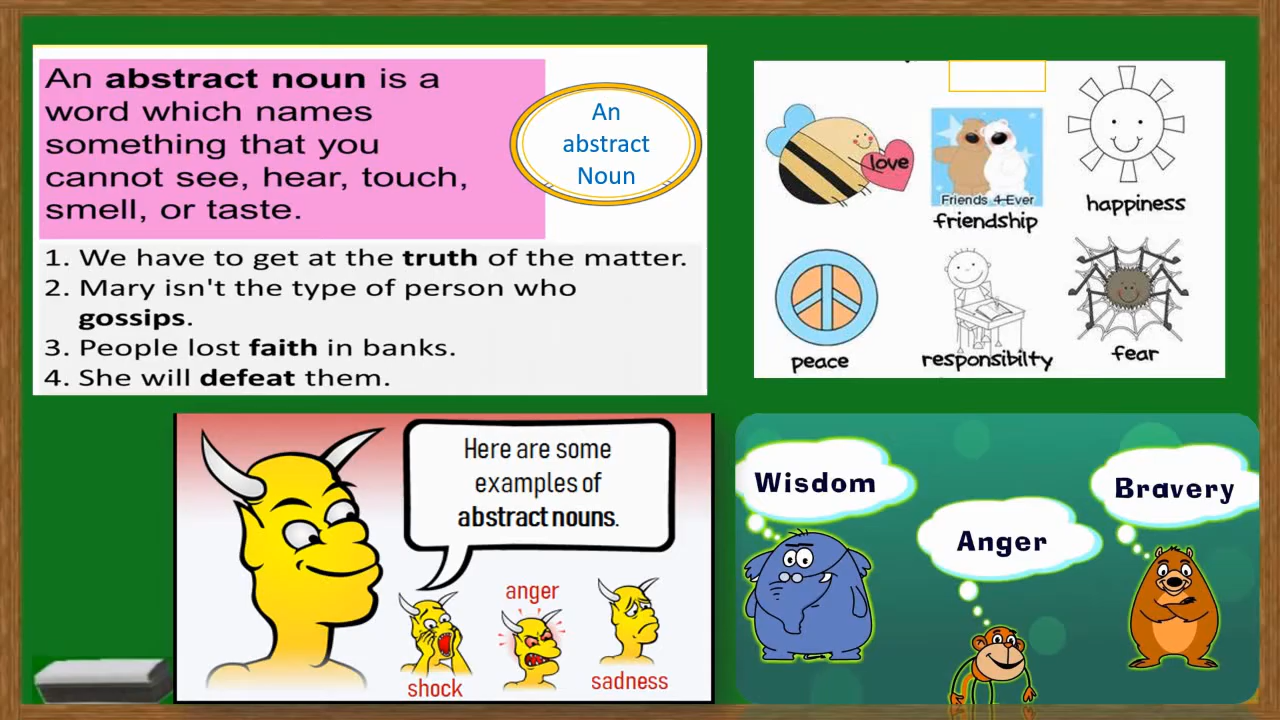 An abstract noun is a
word which names
something that you
cannot see, hear, touch,
smell, or taste.
An
abstract
Noun
1. We have to get at the truth of the matter.
2. Mary isn't the type of person who
gossips.
3. People lost faith in banks.
4. She will defeat them.
love
Friends 4 Ever
friendship
happiness
peace
responsibilty
fear
Here are some
examples of
abstract nouns.
shock
anger
sadness
Wisdom
Anger
Bravery